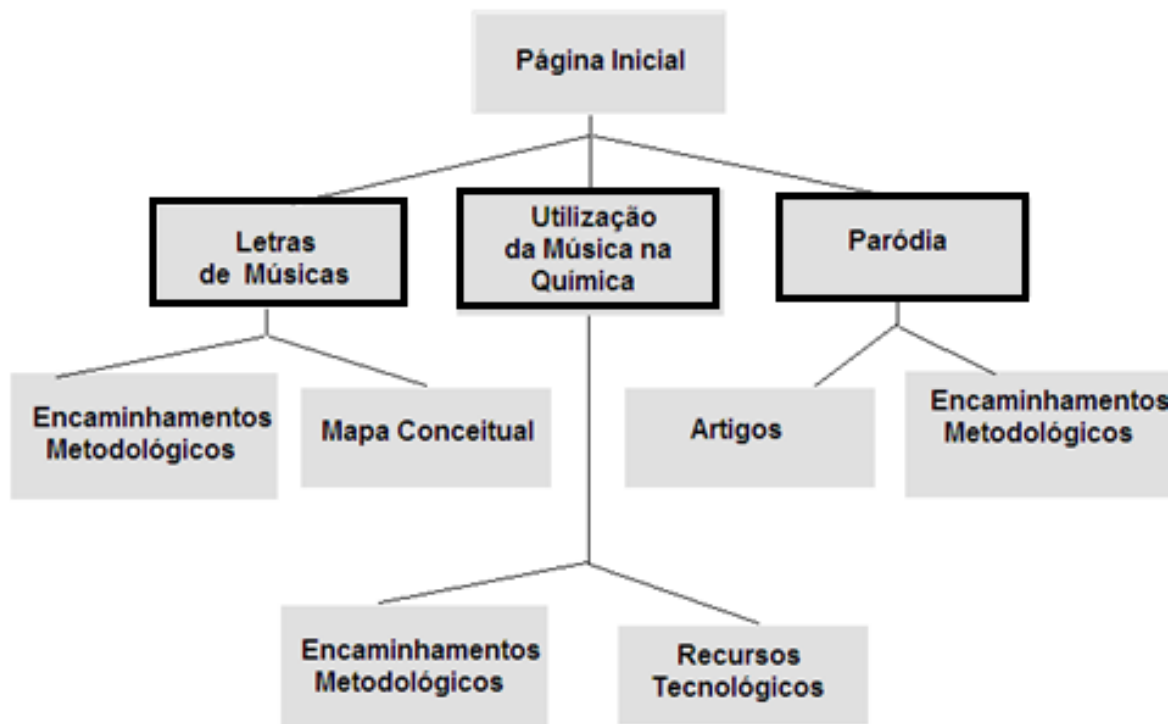 Página Inicial
Letras
de Músicas
Utilização
da Música na
Química
Paródia
Encaminhamentos
Metodológicos
Mapa Conceitual
Artigos
Encaminhamentos
Metodológicos
Encaminhamentos
Metodológicos
Recursos
Tecnológicos